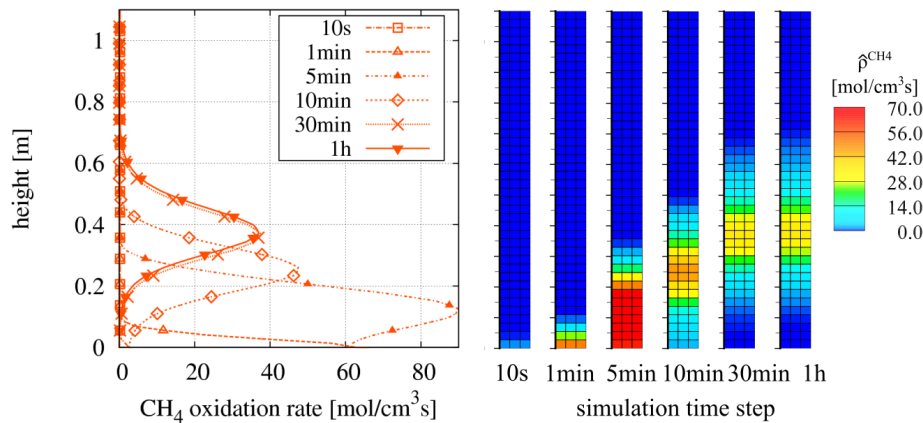 10s
1min
5min
10min
30min
1h
1
0.8
0.6
0.4
0.2
0
height [m]
0 20 40 60 80
CH4 oxidation rate [mol/cm³s]
ρ̂^CH4
[mol/cm³s]
70.0
56.0
42.0
28.0
14.0
0.0
10s 1min 5min 10min 30min 1h
simulation time step